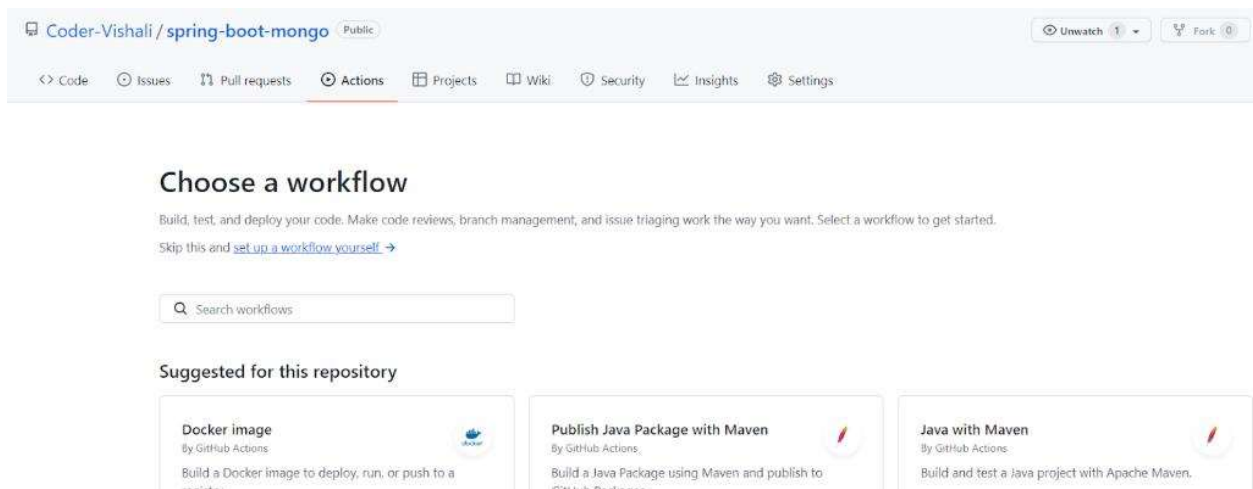 Coder-Vishali / spring-boot-mongo Public Unwatch 1 Fork 0
Code Issues Pull requests Actions Projects Wiki Security Insights Settings
Choose a workflow
Build, test, and deploy your code. Make code reviews, branch management, and issue triaging work the way you want. Select a workflow to get started.
Skip this and set up a workflow yourself →
Search workflows
Suggested for this repository
Docker image
By GitHub Actions
Build a Docker image to deploy, run, or push to a
Publish Java Package with Maven
By GitHub Actions
Build a Java Package using Maven and publish to
GitHub Packages
Java with Maven
By GitHub Actions
Build and test a Java project with Apache Maven.